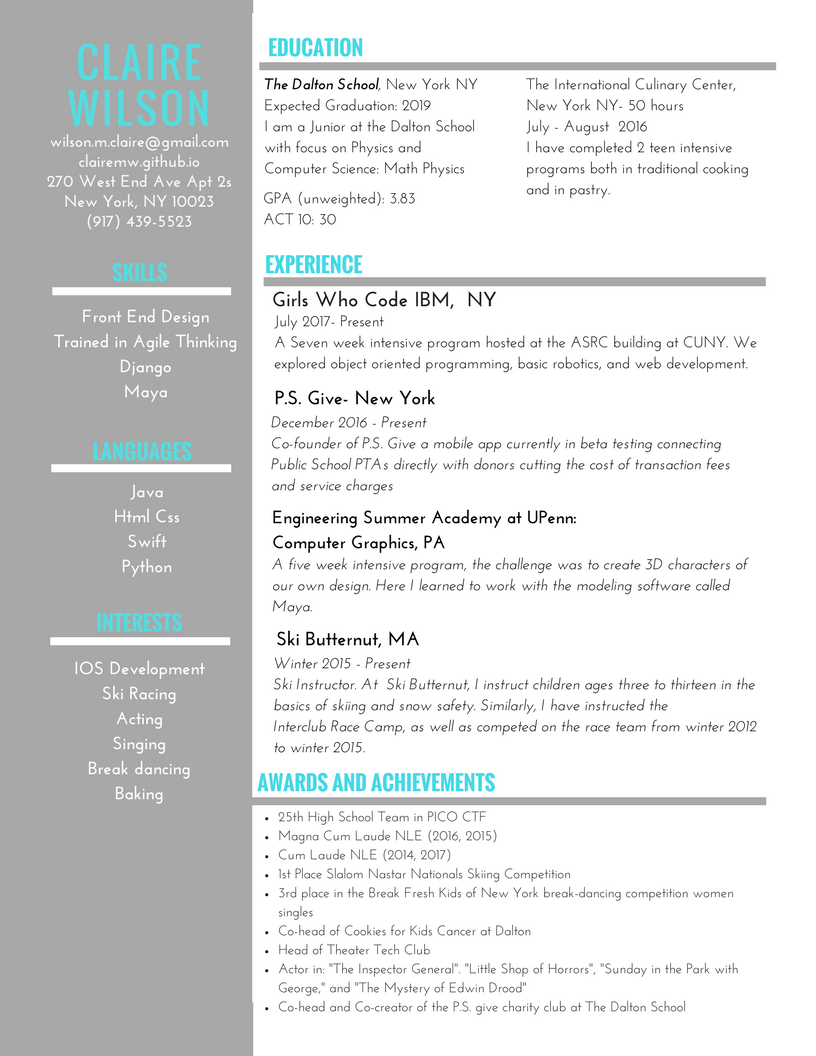 CLAIRE
WILSON
wilson.m.claire@gmail.com
clairemw.github.io
270 West End Ave Apt 2s
New York, NY 10023
(917) 439-5523
SKILLS
Front End Design
Trained in Agile Thinking
Django
Maya
LANGUAGES
Java
Html Css
Swift
Python
INTERESTS
IOS Development
Ski Racing
Acting
Singing
Break dancing
Baking
EDUCATION
The Dalton School, New York NY
Expected Graduation: 2019
I am a Junior at the Dalton School
with focus on Physics and
Computer Science: Math Physics
GPA (unweighted): 3.83
ACT 10: 30
The International Culinary Center,
New York NY- 50 hours
July - August 2016
I have completed 2 teen intensive
programs both in traditional cooking
and in pastry.
EXPERIENCE
Girls Who Code IBM, NY
July 2017- Present
A Seven week intensive program hosted at the ASRC building at CUNY. We
explored object oriented programming, basic robotics, and web development.
P.S. Give- New York
December 2016 - Present
Co-founder of P.S. Give a mobile app currently in beta testing connecting
Public School PTAs directly with donors cutting the cost of transaction fees
and service charges
Engineering Summer Academy at UPenn:
Computer Graphics, PA
A five week intensive program, the challenge was to create 3D characters of
our own design. Here I learned to work with the modeling software called
Maya.
Ski Butternut, MA
Winter 2015 - Present
Ski Instructor. At Ski Butternut, I instruct children ages three to thirteen in the
basics of skiing and snow safety. Similarly, I have instructed the
Interclub Race Camp, as well as competed on the race team from winter 2012
to winter 2015.
AWARDS AND ACHIEVEMENTS
• 25th High School Team in PICO CTF
• Magna Cum Laude NLE (2016, 2015)
• Cum Laude NLE (2014, 2017)
• 1st Place Slalom Nastar Nationals Skiing Competition
• 3rd place in the Break Fresh Kids of New York break-dancing competition women
singles
• Co-head of Cookies for Kids Cancer at Dalton
• Head of Theater Tech Club
• Actor in: "The Inspector General". "Little Shop of Horrors", "Sunday in the Park with
George," and "The Mystery of Edwin Drood"
• Co-head and Co-creator of the P.S. give charity club at The Dalton School